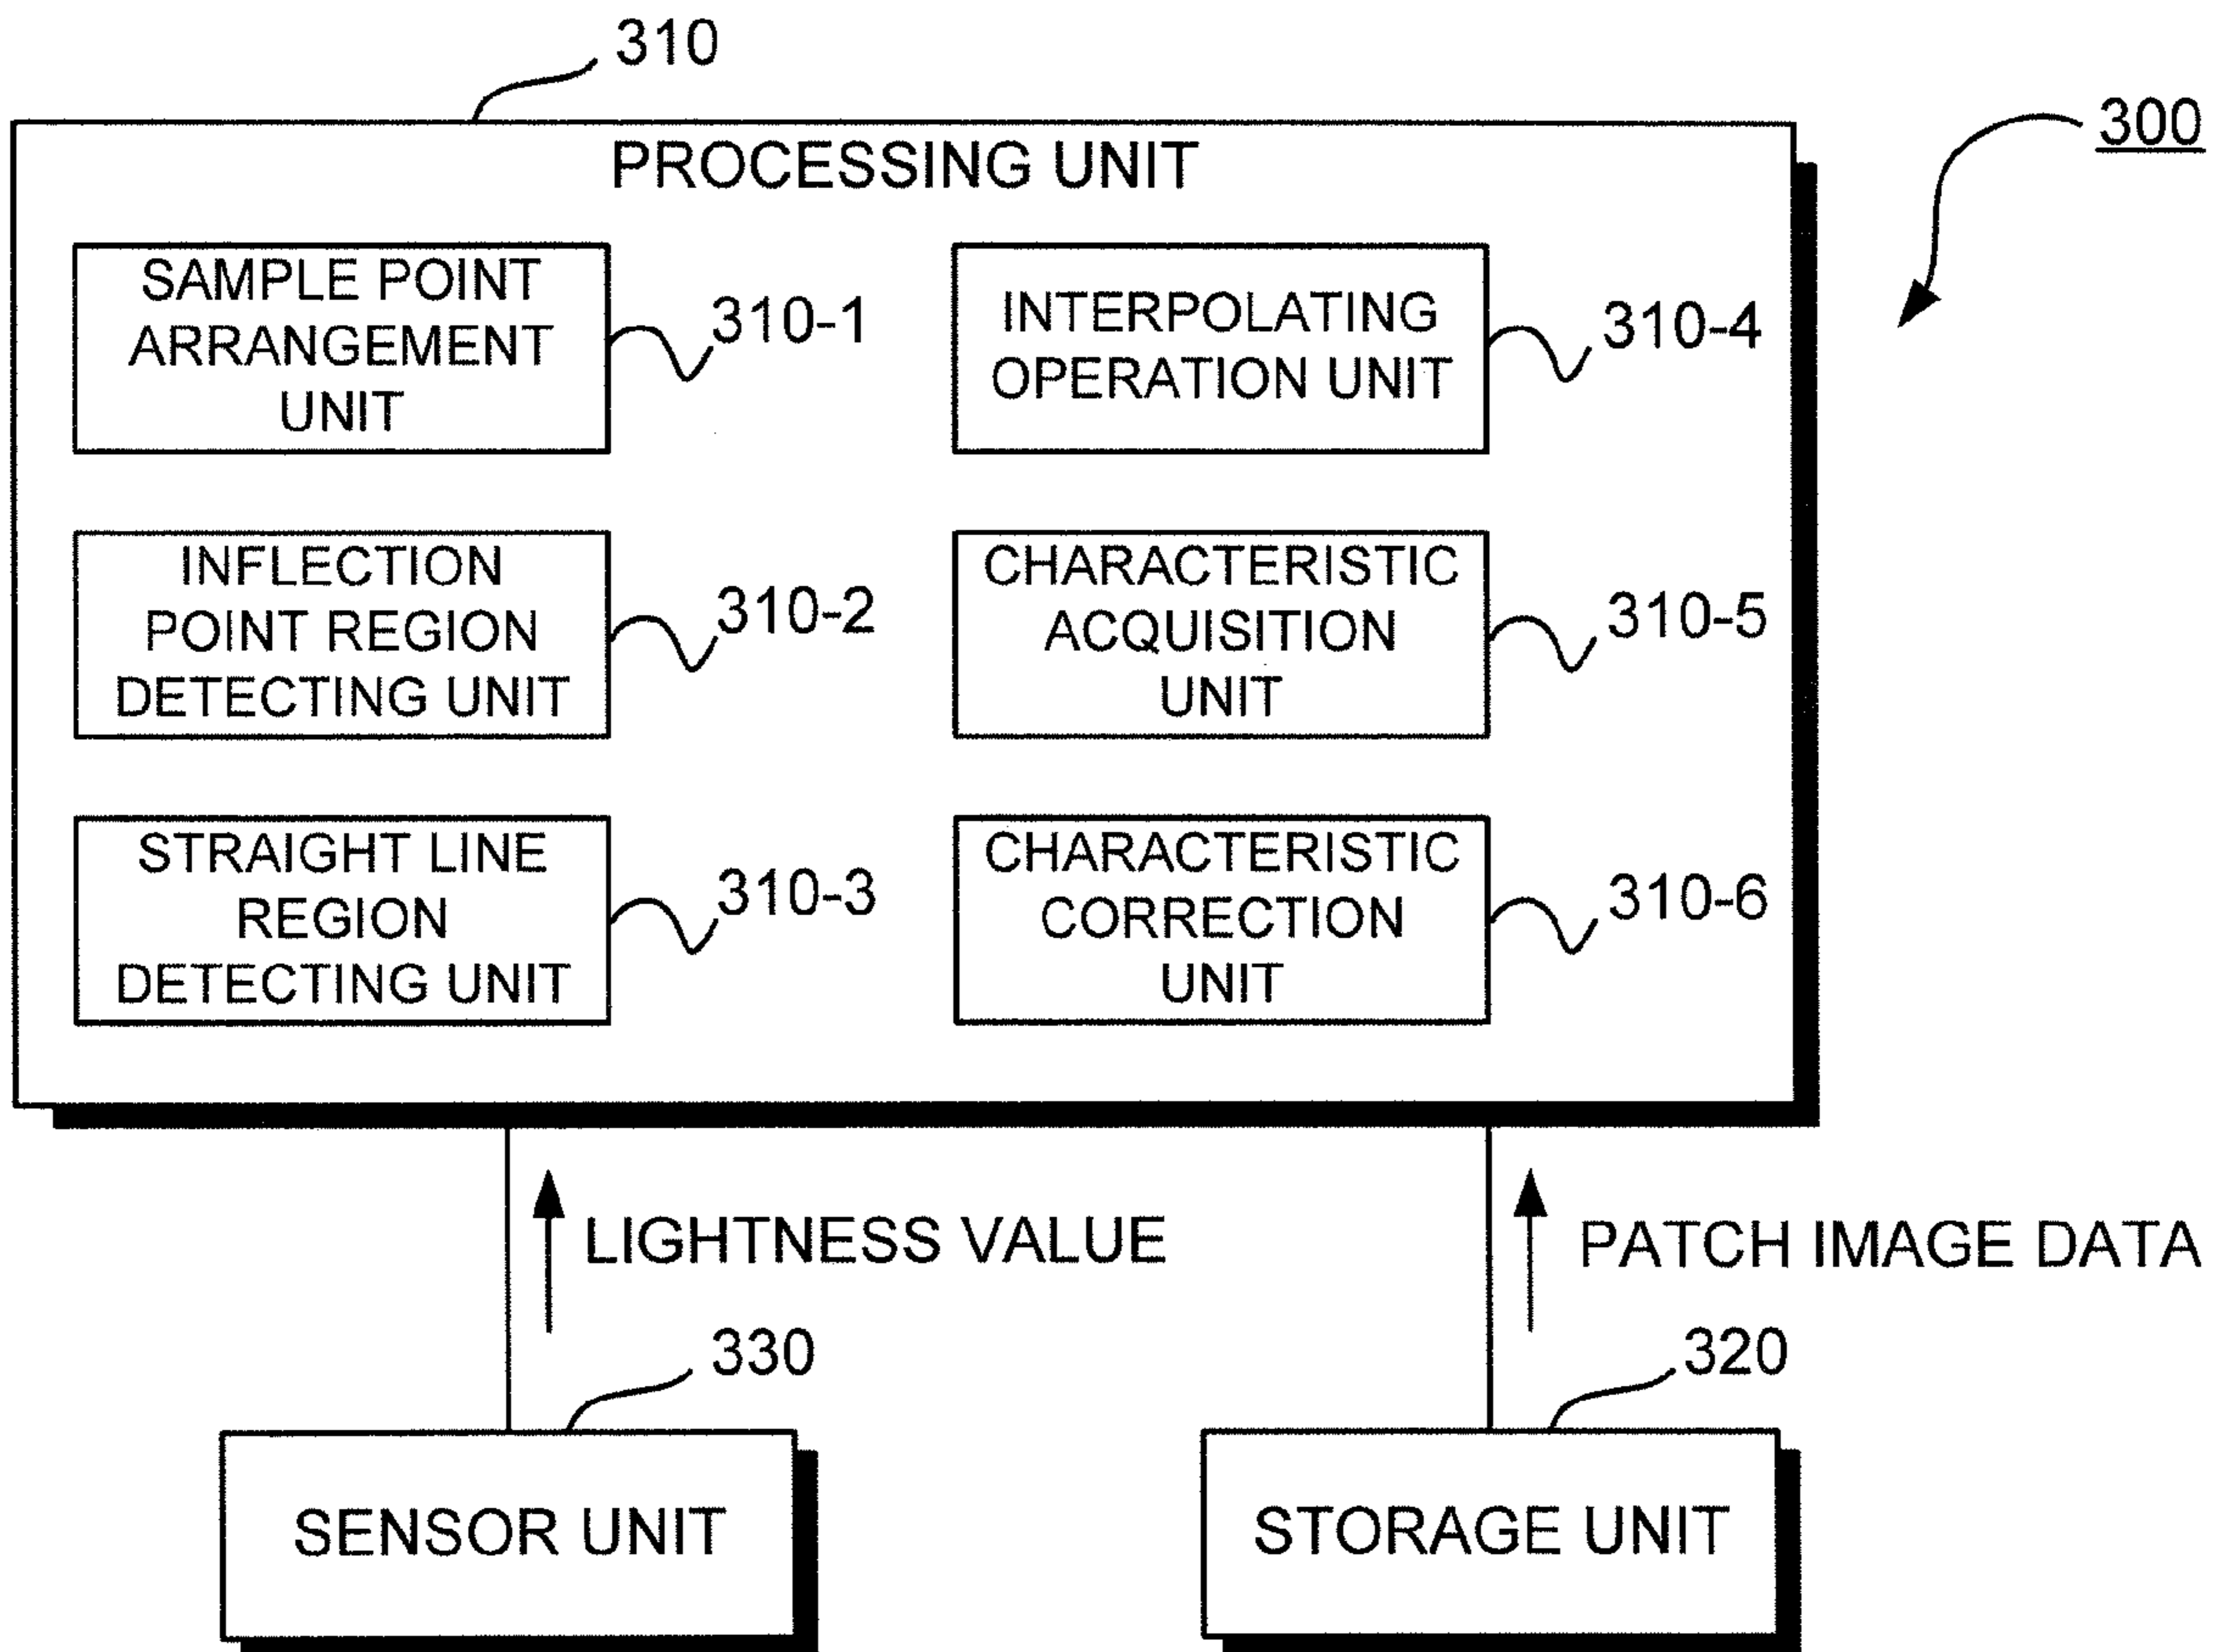 310
300
PROCESSING UNIT
SAMPLE POINT
ARRANGEMENT
UNIT
310-1
INTERPOLATING
OPERATION UNIT
310-4
INFLECTION
POINT REGION
DETECTING UNIT
310-2
CHARACTERISTIC
ACQUISITION
UNIT
310-5
STRAIGHT LINE
REGION
DETECTING UNIT
310-3
CHARACTERISTIC
CORRECTION
UNIT
310-6
LIGHTNESS VALUE
PATCH IMAGE DATA
330
320
SENSOR UNIT
STORAGE UNIT